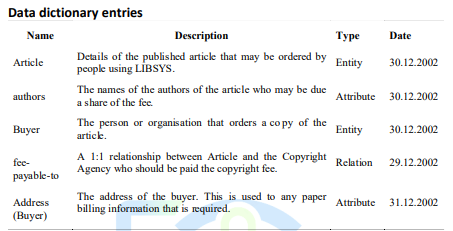 Data dictionary entries
Name Description Type Date
Article Details of the published article that may be ordered by people using LIBSYS. Entity 30.12.2002
authors The names of the authors of the article who may be due a share of the fee. Attribute 30.12.2002
Buyer The person or organisation that orders a copy of the article. Entity 30.12.2002
fee-payable-to A 1:1 relationship between Article and the Copyright Agency who should be paid the copyright fee. Relation 29.12.2002
Address (Buyer) The address of the buyer. This is used to any paper billing information that is required. Attribute 31.12.2002